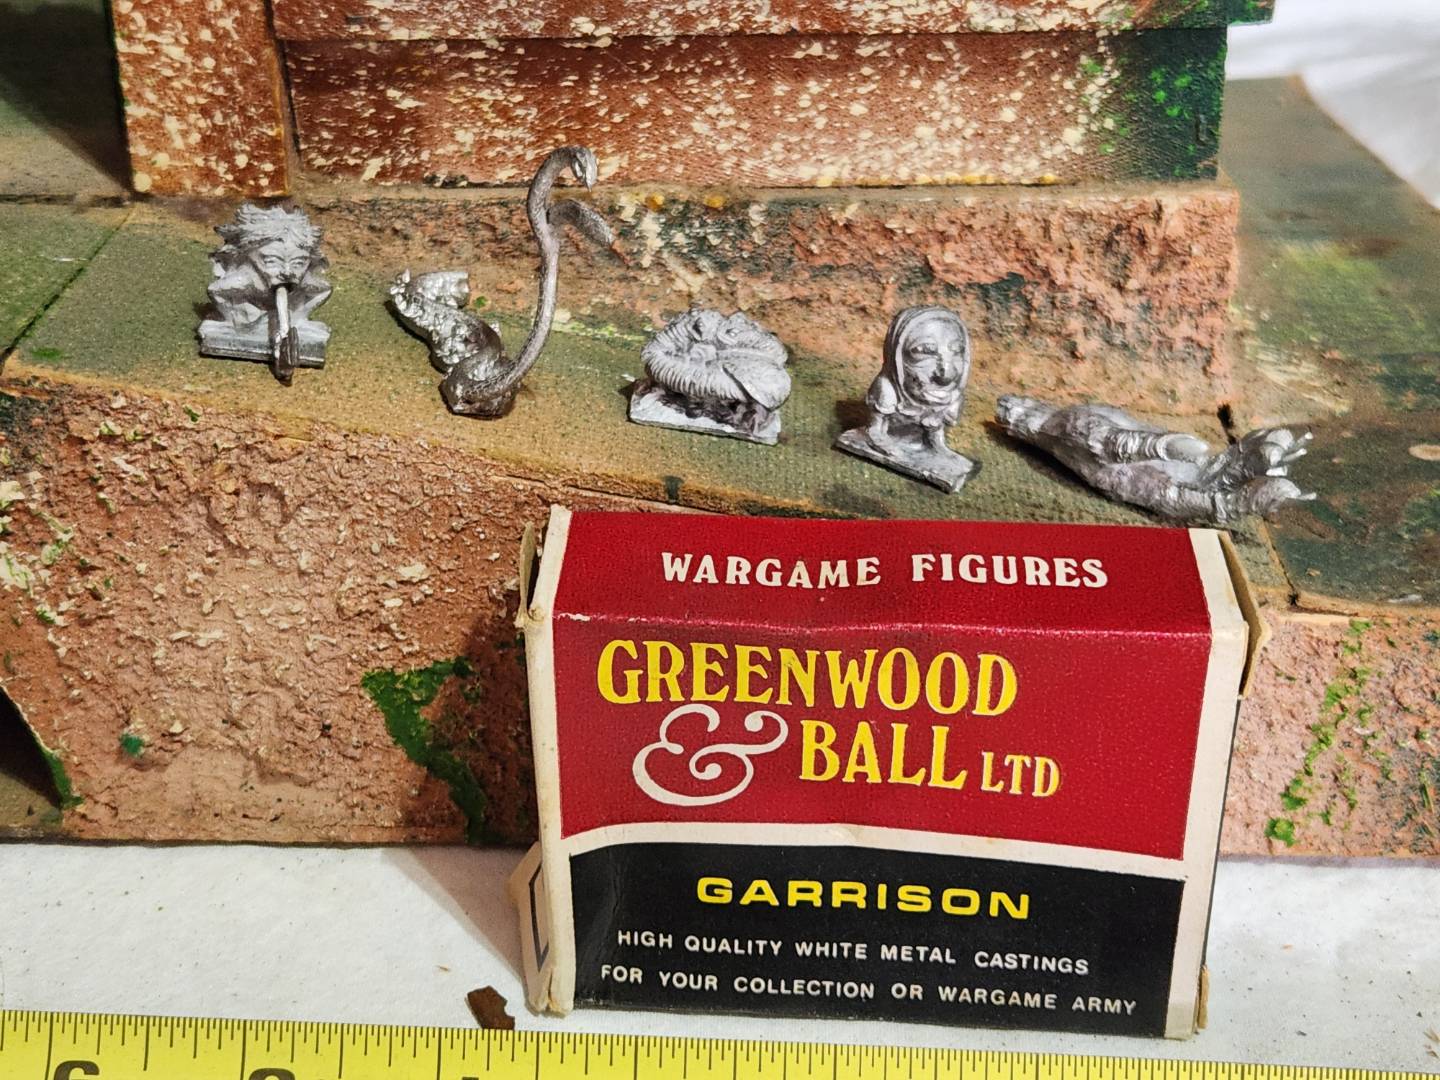 WARGAME FIGURES
GREENWOOD
& BALL LTD
GARRISON
HIGH QUALITY WHITE METAL CASTINGS
FOR YOUR COLLECTION OR WARGAME ARMY